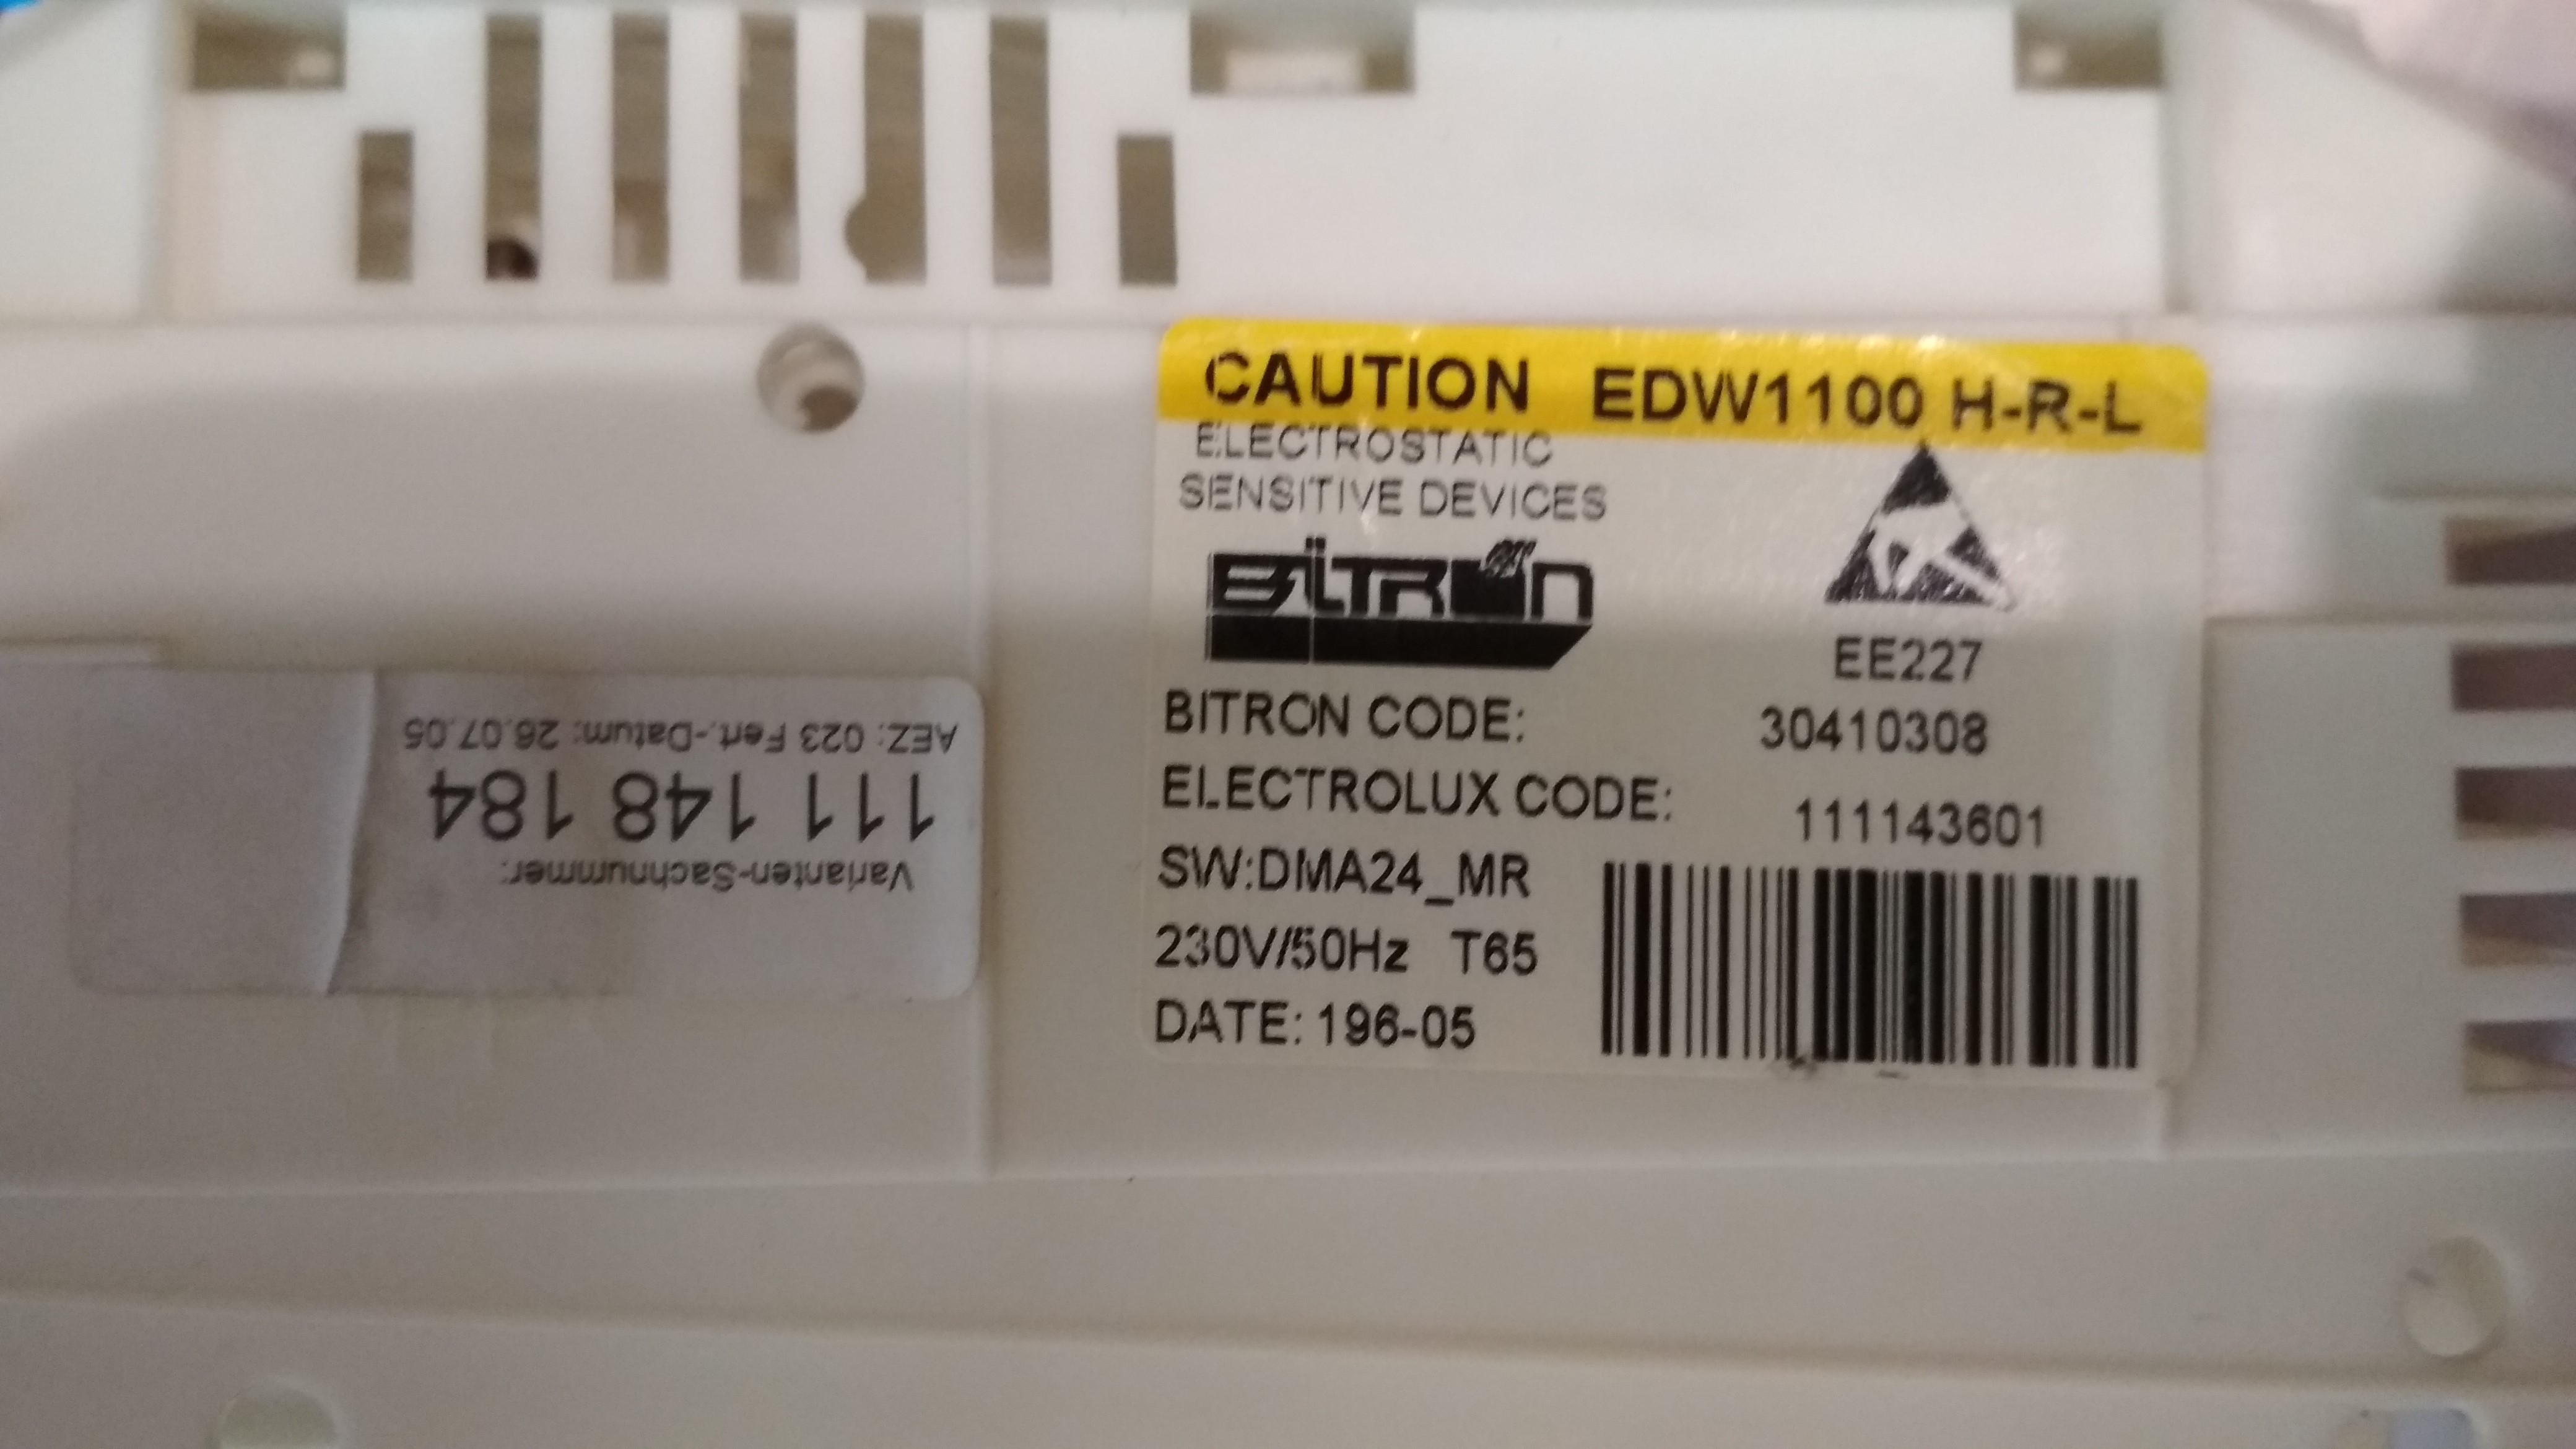 CAUTION EDW1100 H-R-L
ELECTROSTATIC
SENSITIVE DEVICES
BITRON
EE227
BITRON CODE: 30410308
ELECTROLUX CODE: 111143601
SW:DMA24_MR
230V/50Hz T65
DATE: 196-05
Varianten-Sachnummer:
111 148 184
AEZ: 023 Fert.-Datum: 26.07.05